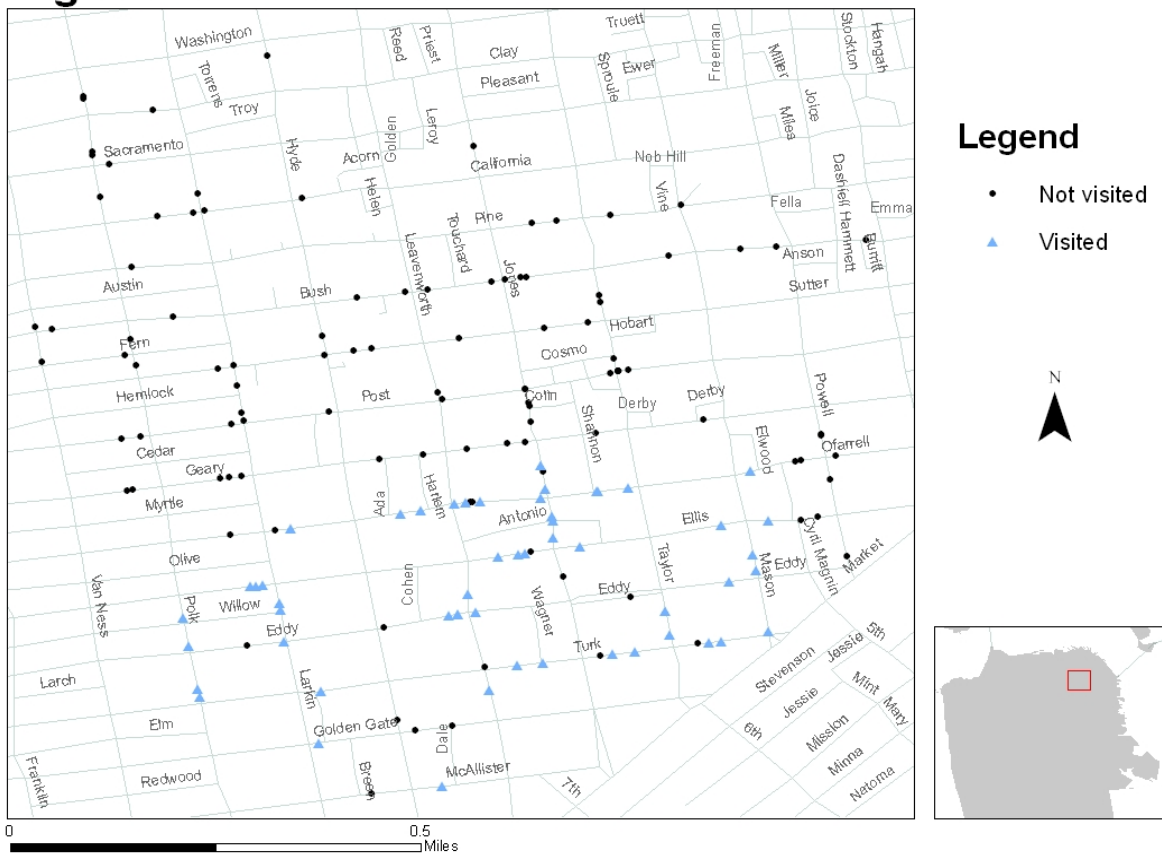 Washington
Torrens
Troy
Reed
Priest
Clay
Pleasant
Truett
Ewer
Sproule
Freeman
Miller
Stockton
Hangah
Joice
Miles
Sacramento
Hyde
Acorn
Golden
Helen
Leroy
California
Nob Hill
Vine
Dashiell Hammett
Fella
Emma
Burritt
Pine
Touchard
Leavenworth
Jones
Anson
Sutter
Austin
Bush
Fern
Hobart
Cosmo
Hemlock
Post
Colin
Shannon
Derby
Derby
Powell
Elwood
Ofarrell
Cedar
Geary
Myrtle
Ada
Harlem
Antonio
Ellis
Cyril Magnin
Eddy
Market
Olive
Van Ness
Polk
Willow
Eddy
Cohen
Wagner
Eddy
Taylor
Mason
Turk
Larch
Larkin
Elm
Golden Gate
Dale
McAllister
Redwood
Franklin
Breen
Stevenson
Jessie
5th
Jessie
Mint
Mary
6th
Mission
Minna
Natoma
7th
0
0.5
Miles
Legend
Not visited
Visited
N